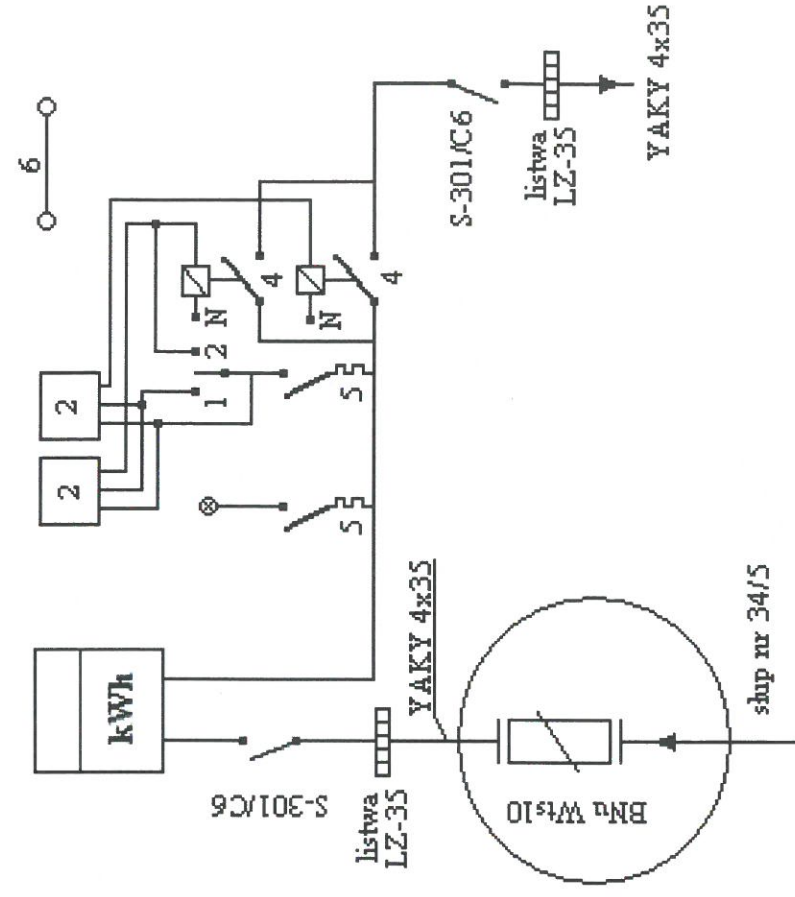 6
2
2
1
2
N
N
4
4
5
5
kWh
S-301/C6
listwa
LZ-35
YAKY 4x35
S-301/C6
listwa
LZ-35
YAKY 4x35
BNu Wts10
słup nr 34/5